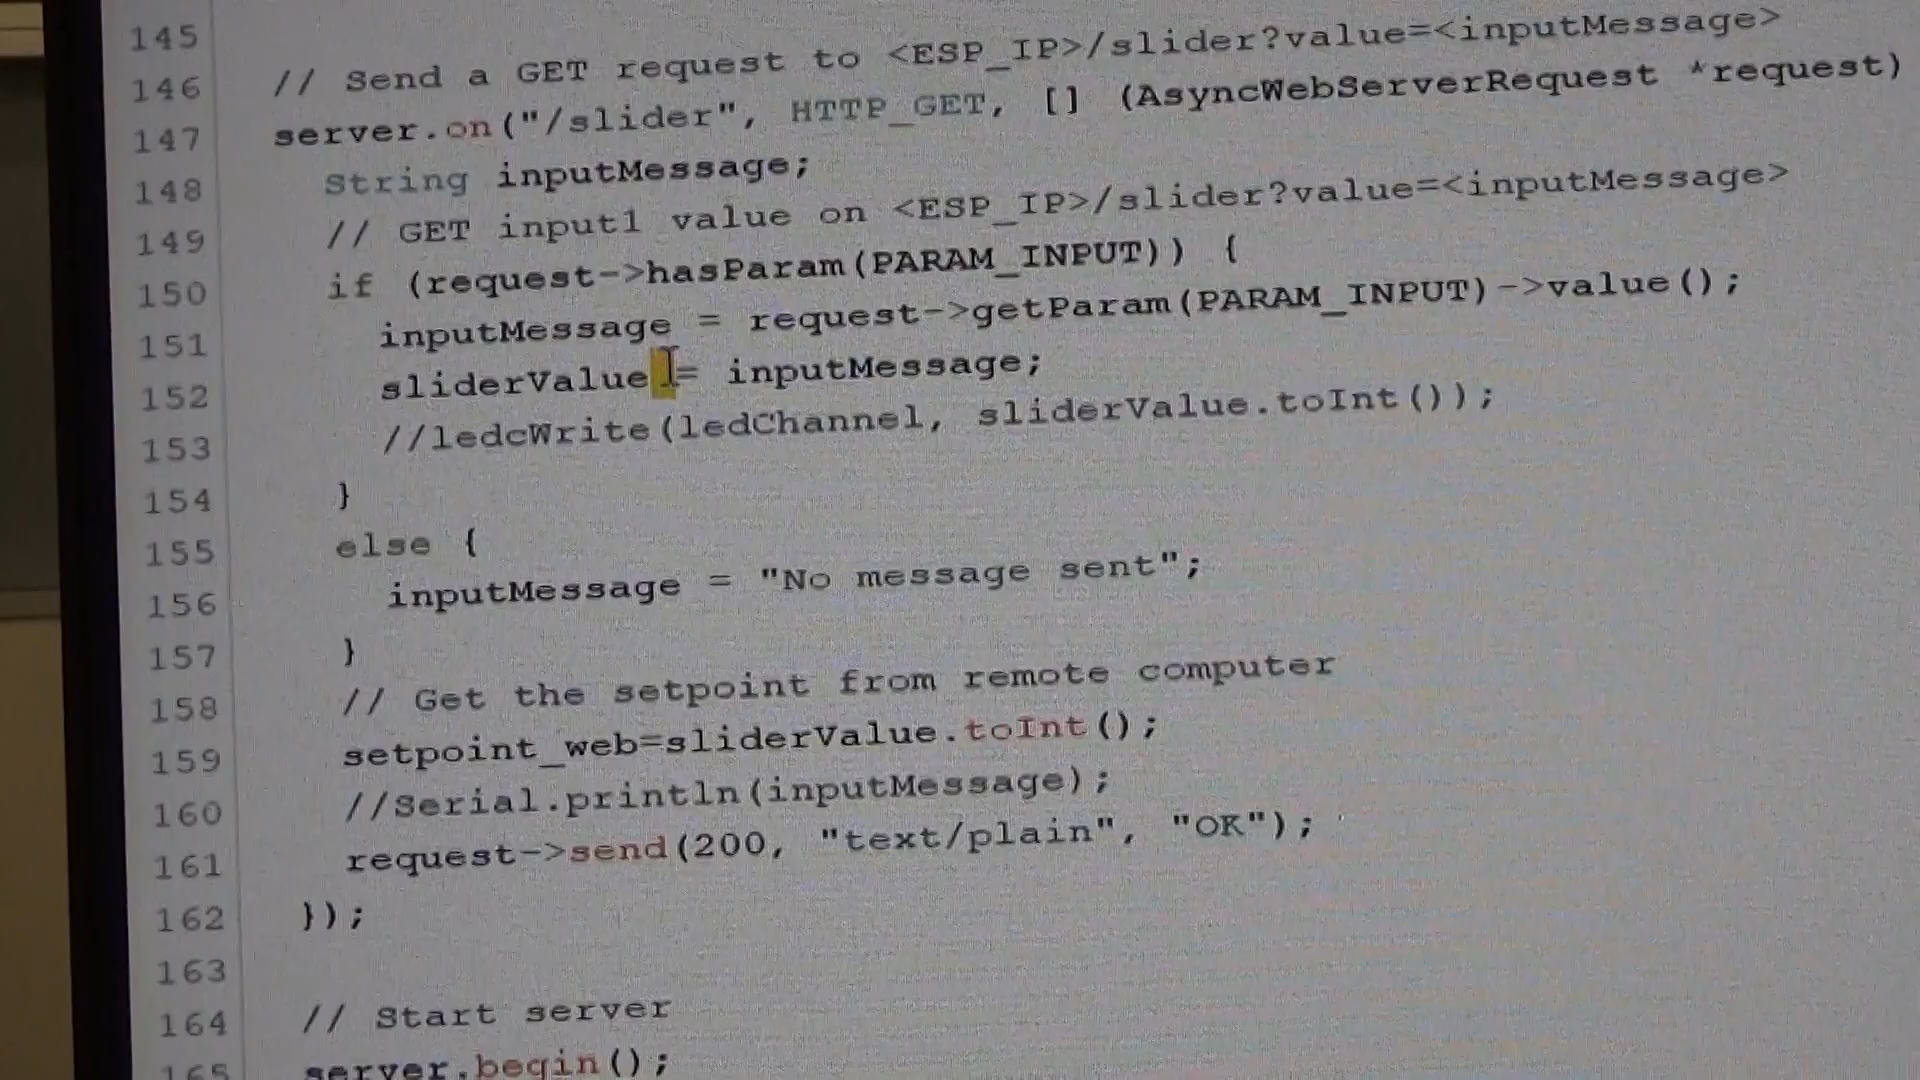 145
146 // Send a GET request to <ESP_IP>/slider?value=<inputMessage>
147 server.on("/slider", HTTP_GET, [] (AsyncWebServerRequest *request)
148 String inputMessage;
149 // GET input1 value on <ESP_IP>/slider?value=<inputMessage>
150 if (request->hasParam(PARAM_INPUT)) {
151 inputMessage = request->getParam(PARAM_INPUT)->value();
152 sliderValue = inputMessage;
153 //ledcWrite(ledChannel, sliderValue.toInt());
154 }
155 else {
156 inputMessage = "No message sent";
157 }
158 // Get the setpoint from remote computer
159 setpoint_web=sliderValue.toInt();
160 //Serial.println(inputMessage);
161 request->send(200, "text/plain", "OK");
162 });
163
164 // Start server
165 server.begin();